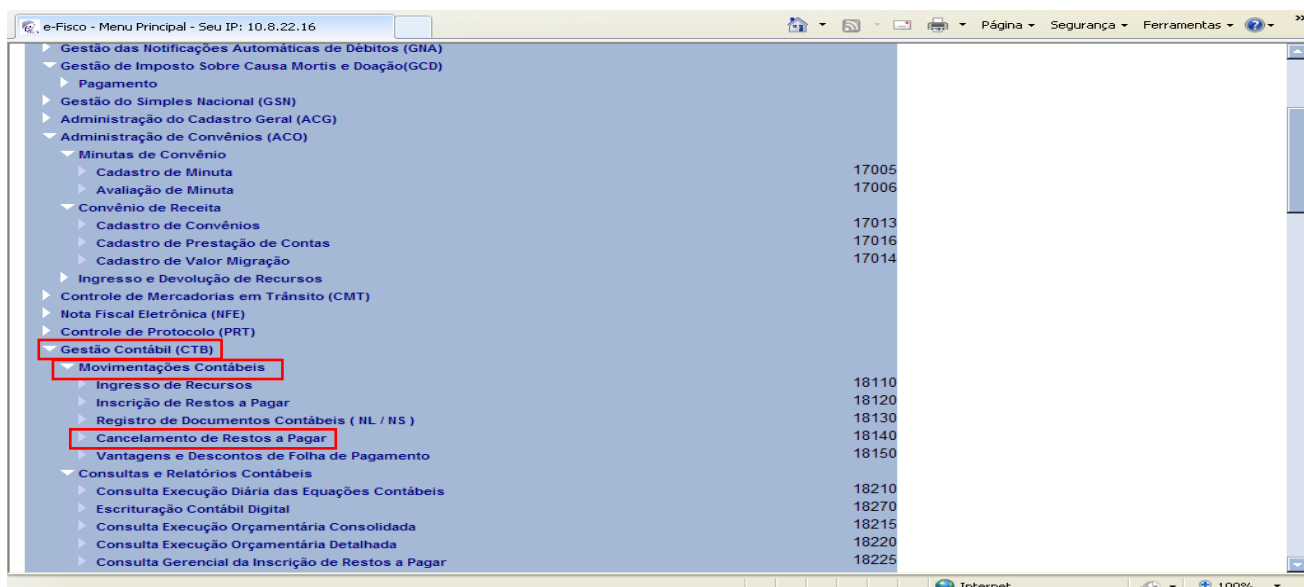 e-Fisco - Menu Principal - Seu IP: 10.8.22.16
Página Segurança Ferramentas
Gestão das Notificações Automáticas de Débitos (GNA)
Gestão de Imposto Sobre Causa Mortis e Doação(GCD)
Pagamento
Gestão do Simples Nacional (GSN)
Administração do Cadastro Geral (ACG)
Administração de Convênios (ACO)
Minutas de Convênio
Cadastro de Minuta 17005
Avaliação de Minuta 17006
Convênio de Receita
Cadastro de Convênios 17013
Cadastro de Prestação de Contas 17016
Cadastro de Valor Migração 17014
Ingresso e Devolução de Recursos
Controle de Mercadorias em Trânsito (CMT)
Nota Fiscal Eletrônica (NFE)
Controle de Protocolo (PRT)
Gestão Contábil (CTB)
Movimentações Contábeis
Ingresso de Recursos 18110
Inscrição de Restos a Pagar 18120
Registro de Documentos Contábeis ( NL / NS ) 18130
Cancelamento de Restos a Pagar 18140
Vantagens e Descontos de Folha de Pagamento 18150
Consultas e Relatórios Contábeis
Consulta Execução Diária das Equações Contábeis 18210
Escrituração Contábil Digital 18270
Consulta Execução Orçamentária Consolidada 18215
Consulta Execução Orçamentária Detalhada 18220
Consulta Gerencial da Inscrição de Restos a Pagar 18225
Internet 100%